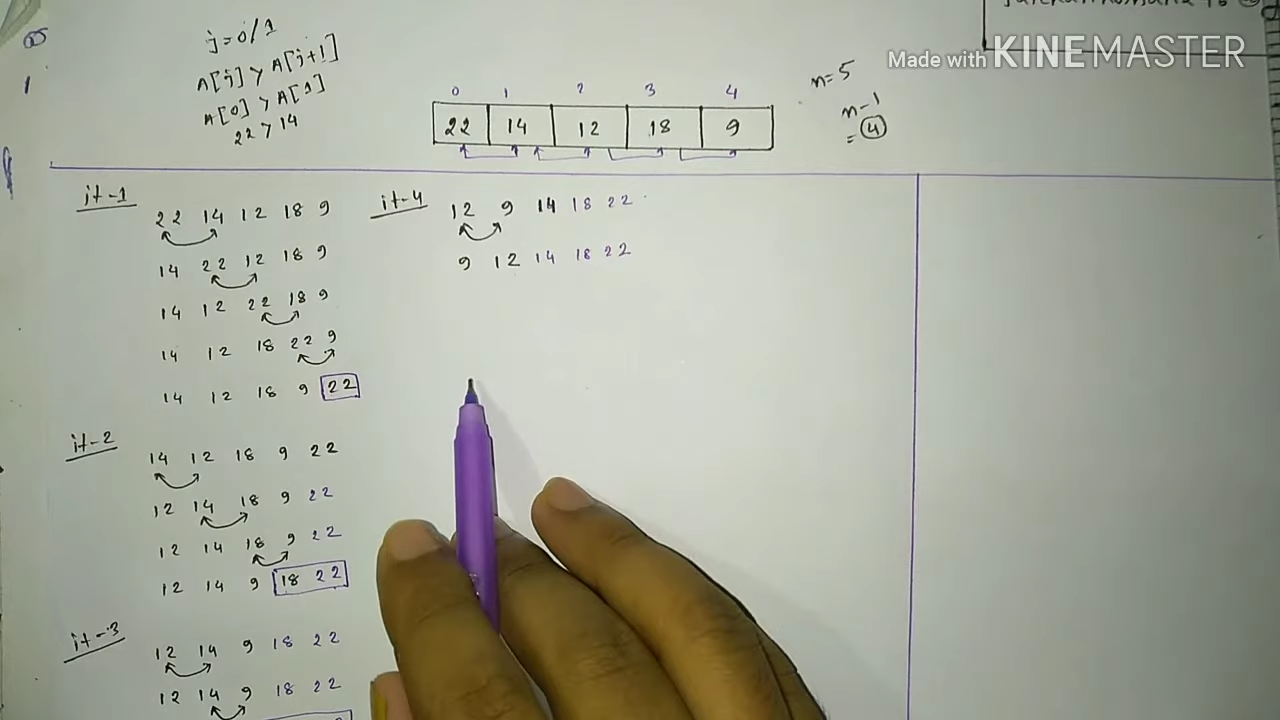 Made with KINEMASTER
j=0/1
A[j] > A[j+1]
A[0] > A[1]
22 > 14
n=5
n-1
= 4
0 1 2 3 4
22 14 12 18 9
it-1
22 14 12 18 9
14 22 12 18 9
14 12 22 18 9
14 12 18 22 9
14 12 18 9 22
it-2
14 12 18 9 22
12 14 18 9 22
12 14 18 9 22
12 14 9 18 22
it-3
12 14 9 18 22
12 14 9 18 22
it-4
12 9 14 18 22
9 12 14 18 22